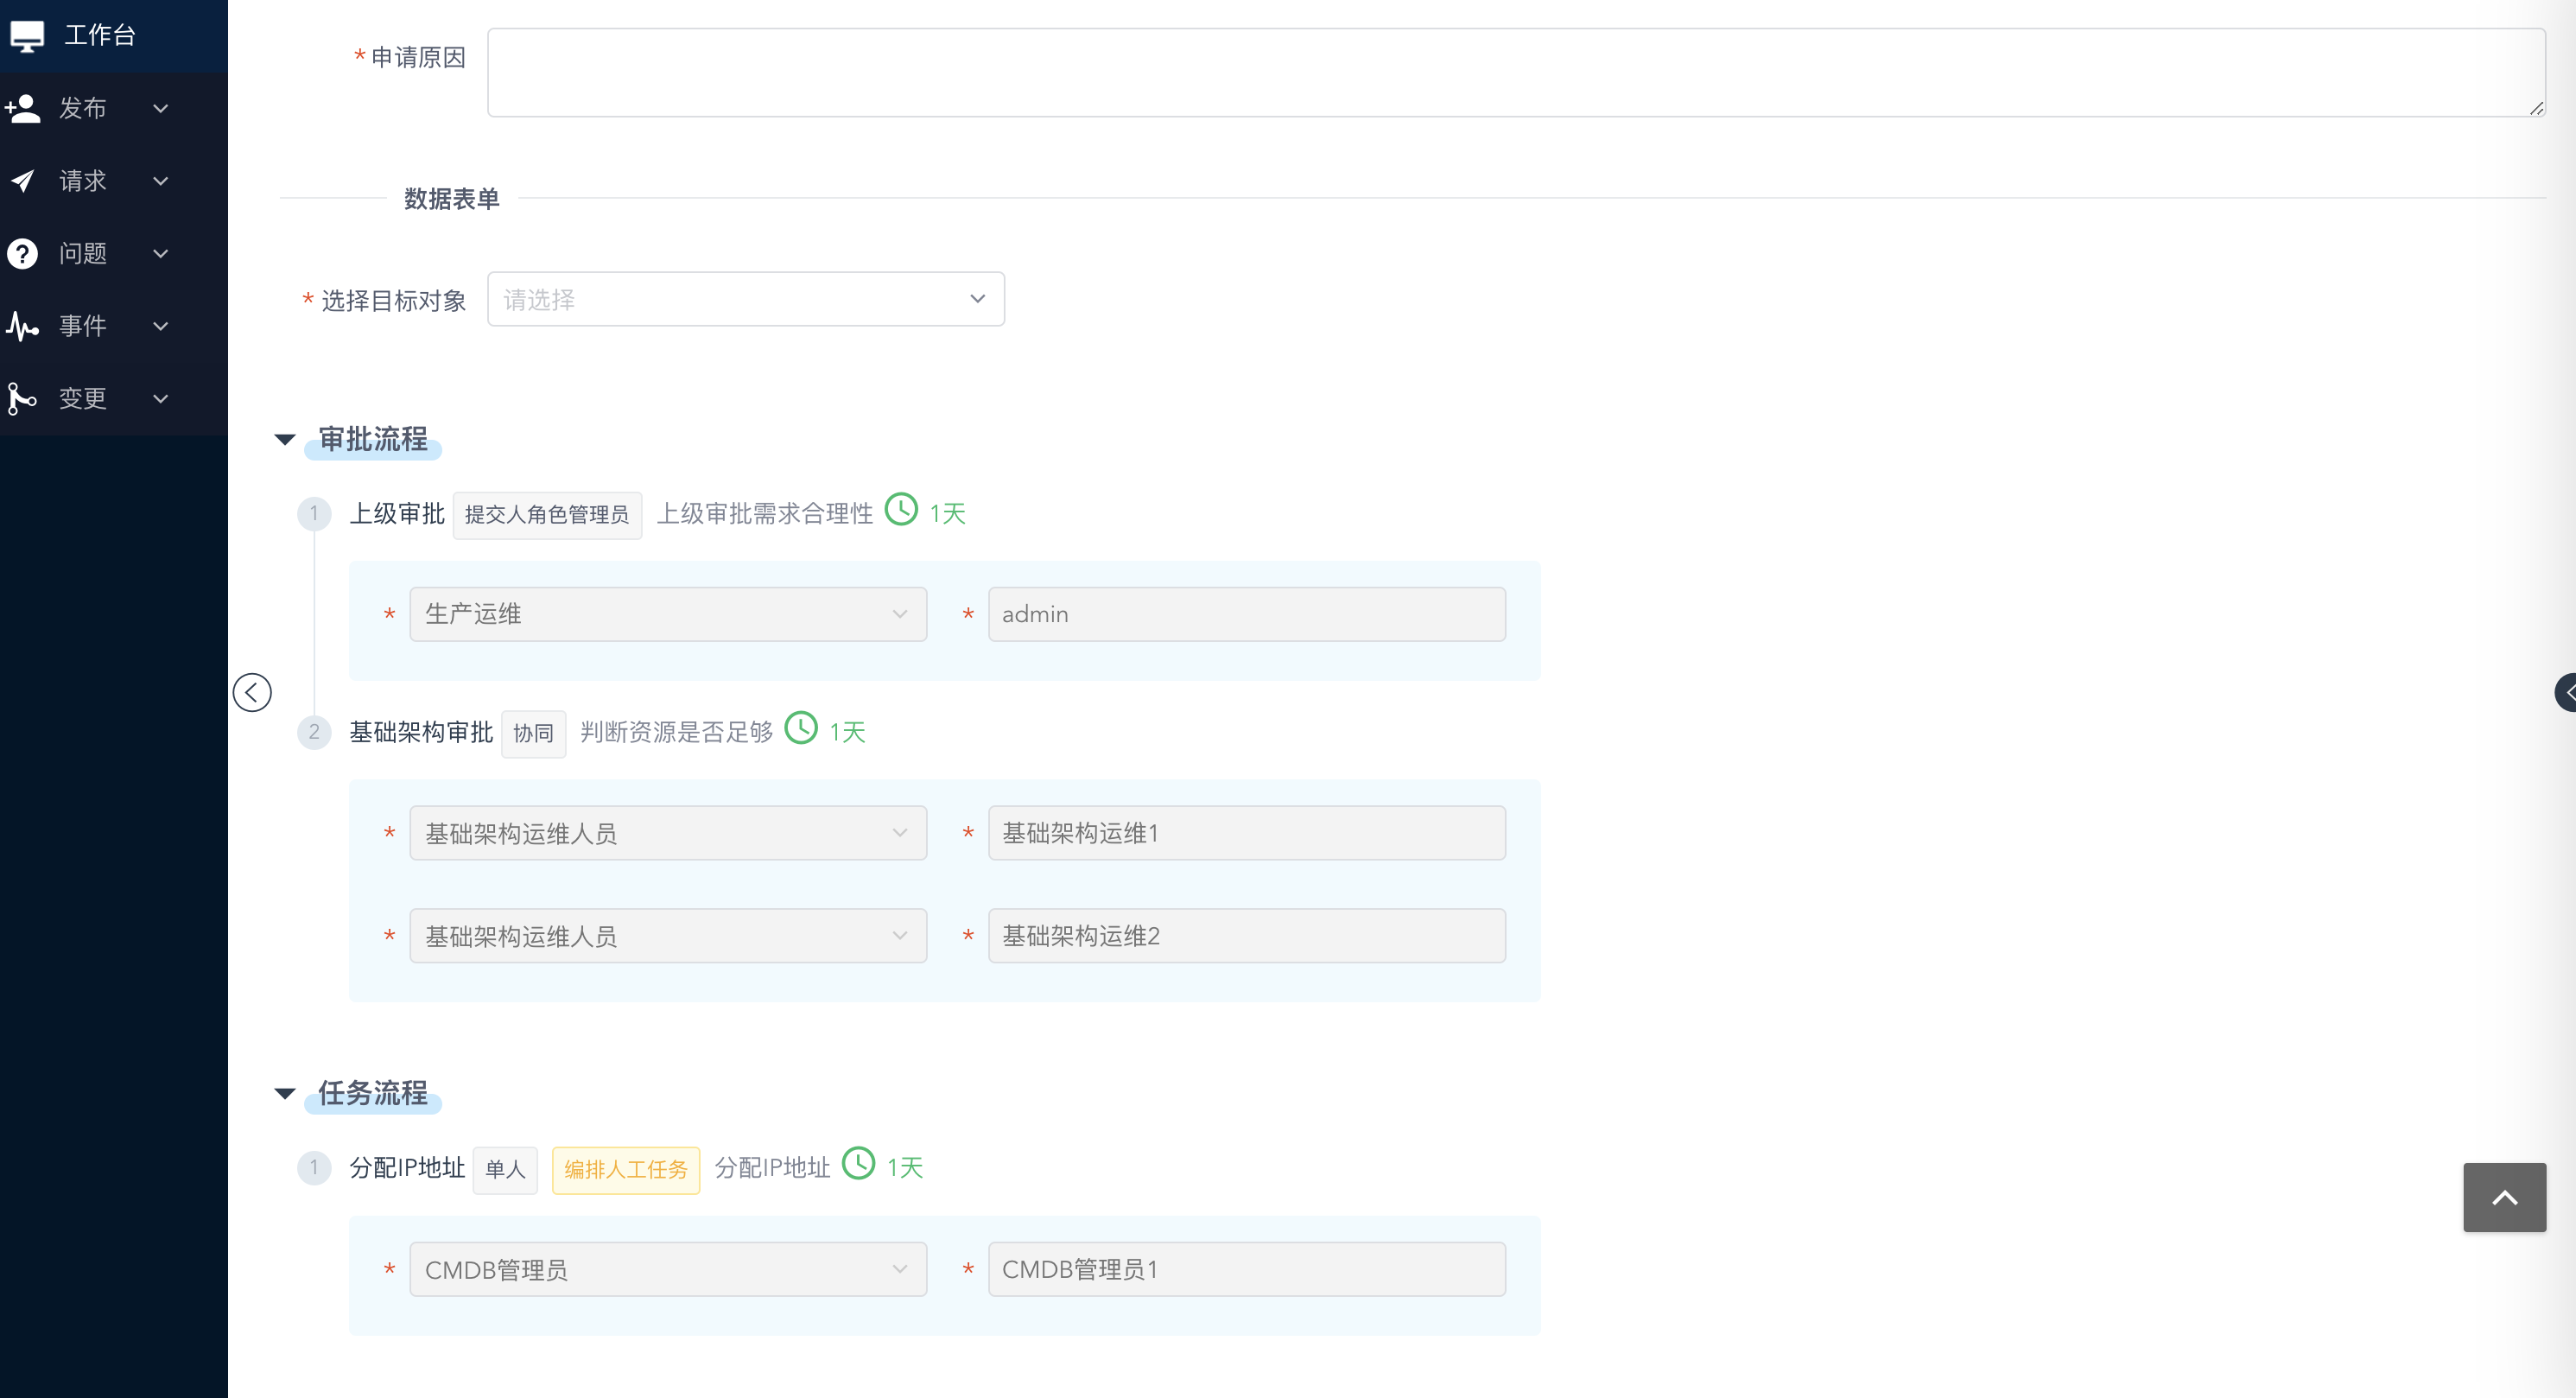 工作台
发布
请求
问题
事件
变更
* 申请原因
数据表单
* 选择目标对象 请选择
审批流程
1 上级审批 提交人角色管理员 上级审批需求合理性 1天
* 生产运维 * admin
2 基础架构审批 协同 判断资源是否足够 1天
* 基础架构运维人员 * 基础架构运维1
* 基础架构运维人员 * 基础架构运维2
任务流程
1 分配IP地址 单人 编排人工任务 分配IP地址 1天
* CMDB管理员 * CMDB管理员1